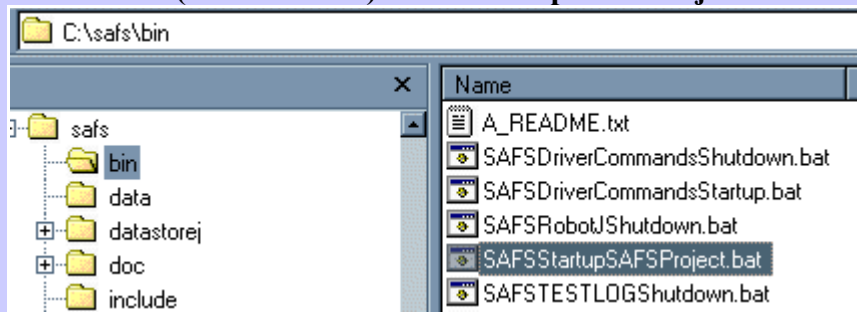 C:\safs\bin
Name
safs
bin
data
datastorej
doc
include
A_README.txt
SAFSDriverCommandsShutdown.bat
SAFSDriverCommandsStartup.bat
SAFSRobotJShutdown.bat
SAFSStartupSAFSProject.bat
SAFSTESTLOGShutdown.bat